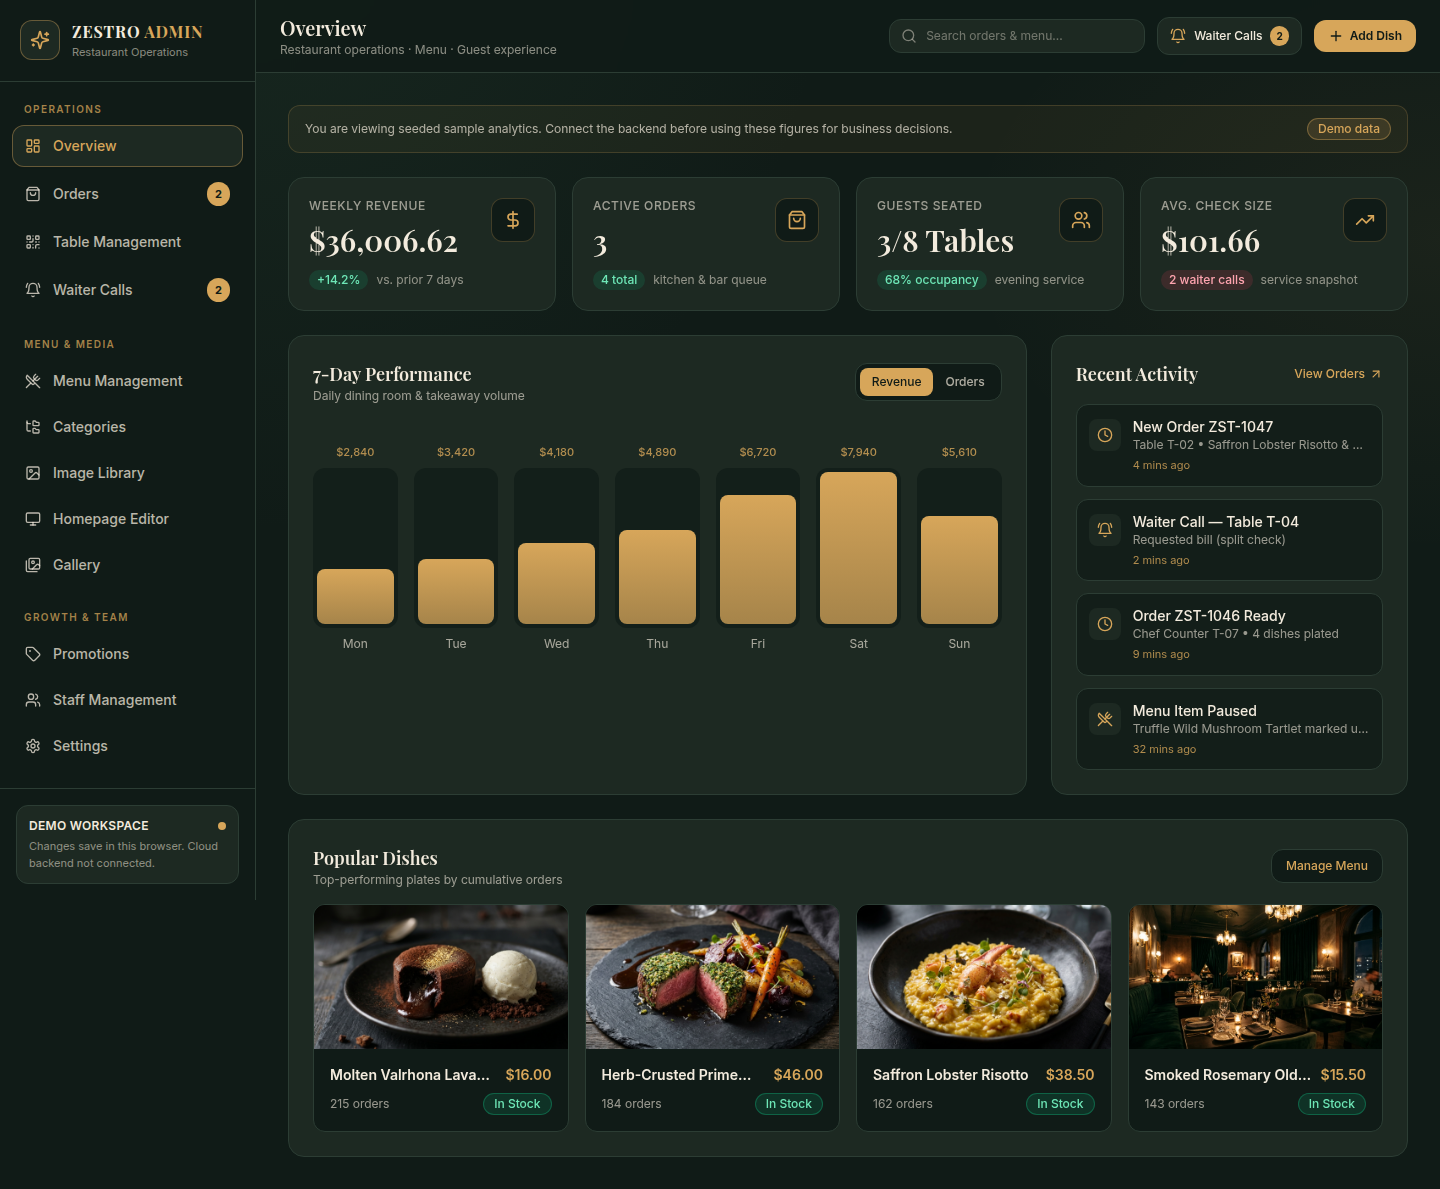 ZESTRO ADMIN
Restaurant Operations
OPERATIONS
Overview
Orders
2
Table Management
Waiter Calls
2
MENU & MEDIA
Menu Management
Categories
Image Library
Homepage Editor
Gallery
GROWTH & TEAM
Promotions
Staff Management
Settings
DEMO WORKSPACE
Changes save in this browser. Cloud
backend not connected.
Overview
Restaurant operations · Menu · Guest experience
Search orders & menu...
Waiter Calls 2
Add Dish
You are viewing seeded sample analytics. Connect the backend before using these figures for business decisions.
Demo data
WEEKLY REVENUE
$36,006.62
+14.2% vs. prior 7 days
ACTIVE ORDERS
3
4 total kitchen & bar queue
GUESTS SEATED
3/8 Tables
68% occupancy evening service
AVG. CHECK SIZE
$101.66
2 waiter calls service snapshot
7-Day Performance
Daily dining room & takeaway volume
Revenue Orders
$2,840 $3,420 $4,180 $4,890 $6,720 $7,940 $5,610
Mon Tue Wed Thu Fri Sat Sun
Recent Activity
View Orders
New Order ZST-1047
Table T-02 • Saffron Lobster Risotto & ...
4 mins ago
Waiter Call — Table T-04
Requested bill (split check)
2 mins ago
Order ZST-1046 Ready
Chef Counter T-07 • 4 dishes plated
9 mins ago
Menu Item Paused
Truffle Wild Mushroom Tartlet marked u...
32 mins ago
Popular Dishes
Top-performing plates by cumulative orders
Manage Menu
Molten Valrhona Lava... $16.00
215 orders In Stock
Herb-Crusted Prime... $46.00
184 orders In Stock
Saffron Lobster Risotto $38.50
162 orders In Stock
Smoked Rosemary Old... $15.50
143 orders In Stock